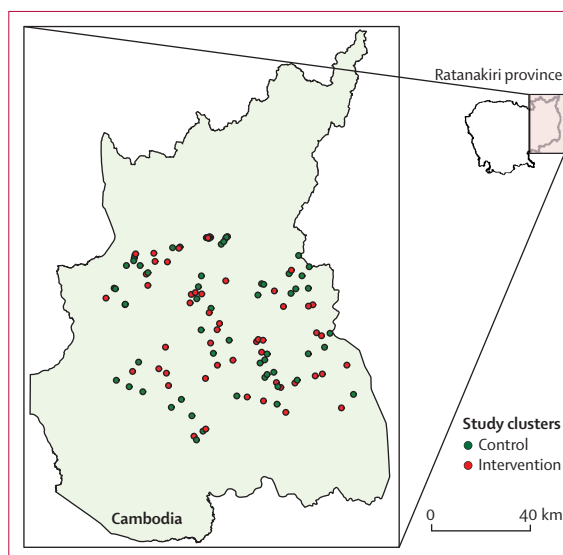 Ratanakiri province
Study clusters
Control
Intervention
Cambodia
0 40 km